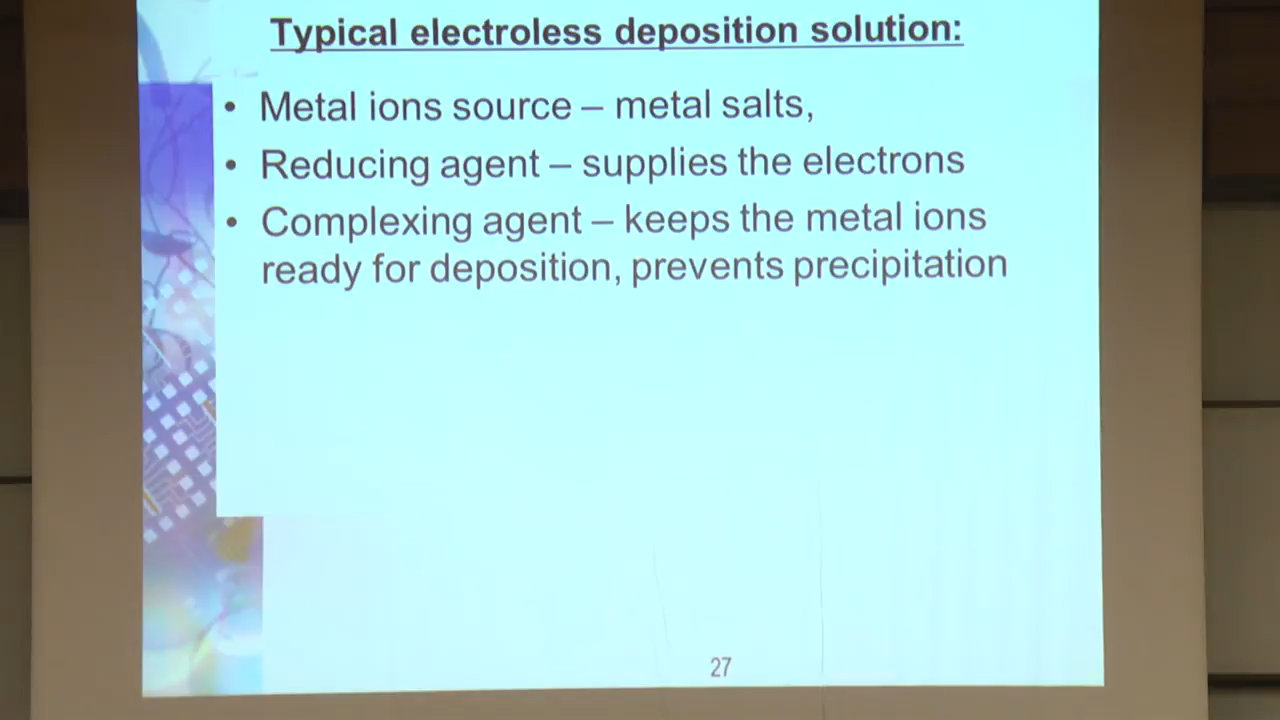 Typical electroless deposition solution:
• Metal ions source – metal salts,
• Reducing agent – supplies the electrons
• Complexing agent – keeps the metal ions
ready for deposition, prevents precipitation
27